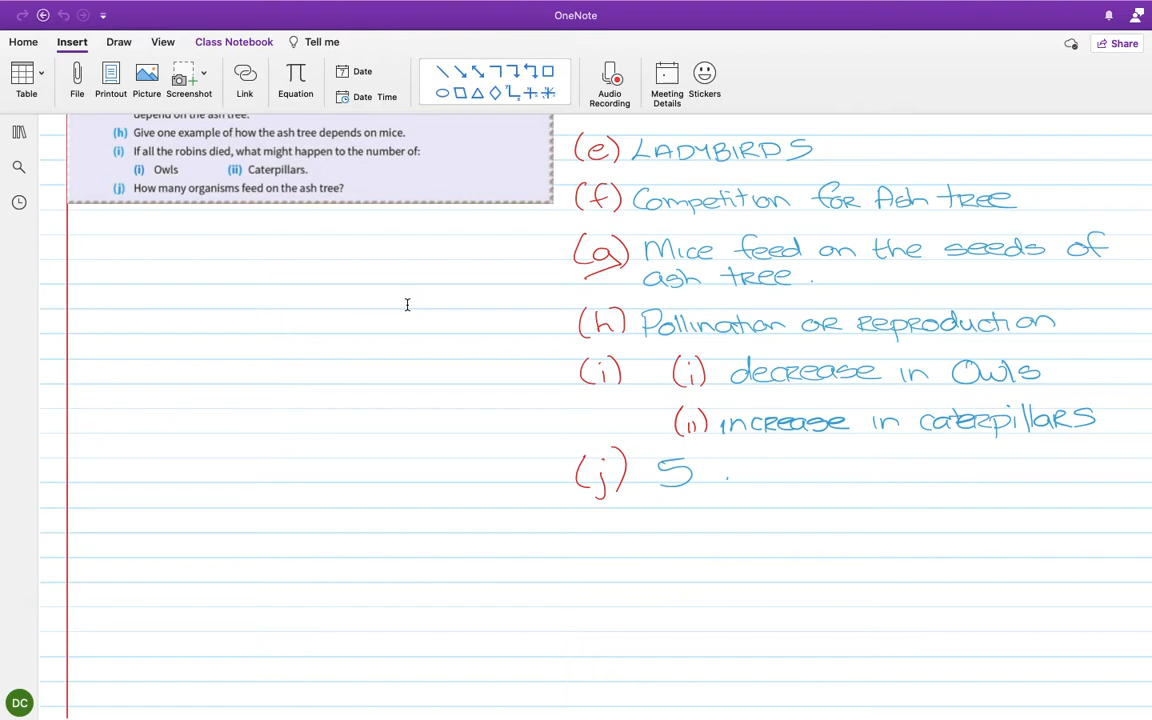 OneNote
Home Insert Draw View Class Notebook Tell me
Share
Table
File
Printout
Picture
Screenshot
Link
Equation
7 Date
Date Time
Audio
Recording
Meeting
Details
Stickers
depend on the ash tree.
(h) Give one example of how the ash tree depends on mice.
(i) If all the robins died, what might happen to the number of:
(i) Owls (ii) Caterpillars.
(j) How many organisms feed on the ash tree?
(e) LADYBIRDS
(f) Competition for Ash tree
(g) Mice feed on the seeds of
ash tree.
(h) Pollination or reproduction
(i) (i) decrease in Owls
(ii) increase in caterpillars
(j) 5 .
DC